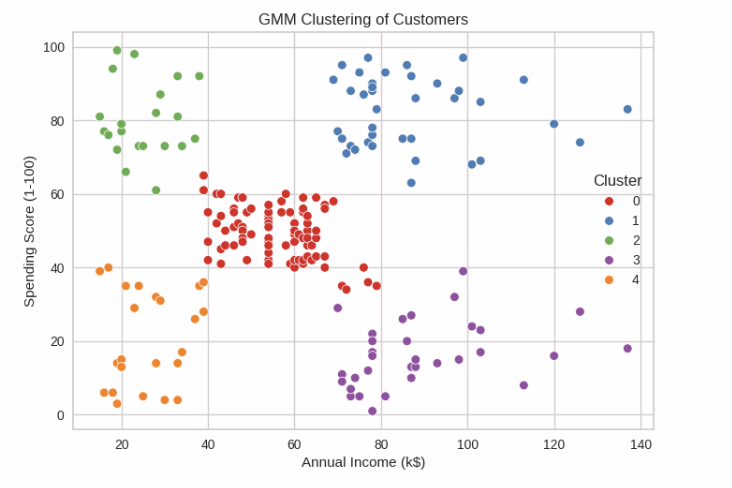 GMM Clustering of Customers
100
80
60
40
20
0
Spending Score (1-100)
Cluster
0
1
2
3
4
20 40 60 80 100 120 140
Annual Income (k$)